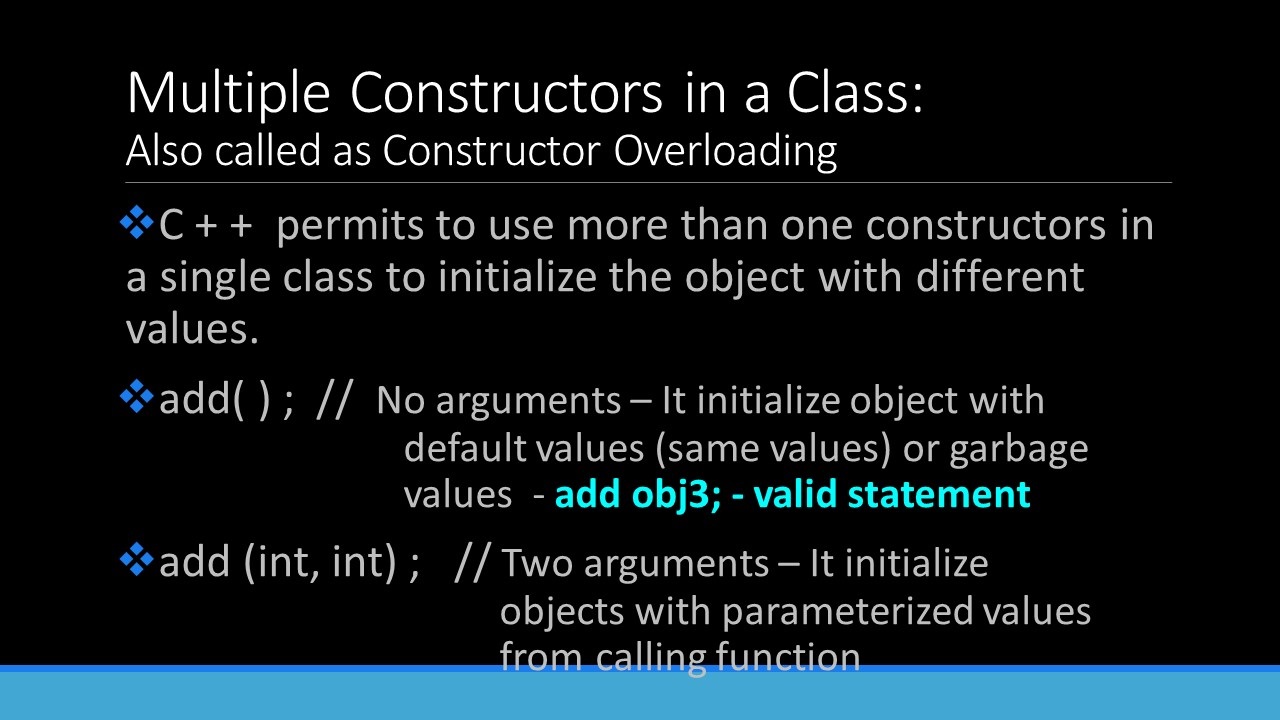 Multiple Constructors in a Class:
Also called as Constructor Overloading
❖C + + permits to use more than one constructors in
a single class to initialize the object with different
values.
❖add( ) ; // No arguments – It initialize object with
default values (same values) or garbage
values - add obj3; - valid statement
❖add (int, int) ; // Two arguments – It initialize
objects with parameterized values
from calling function